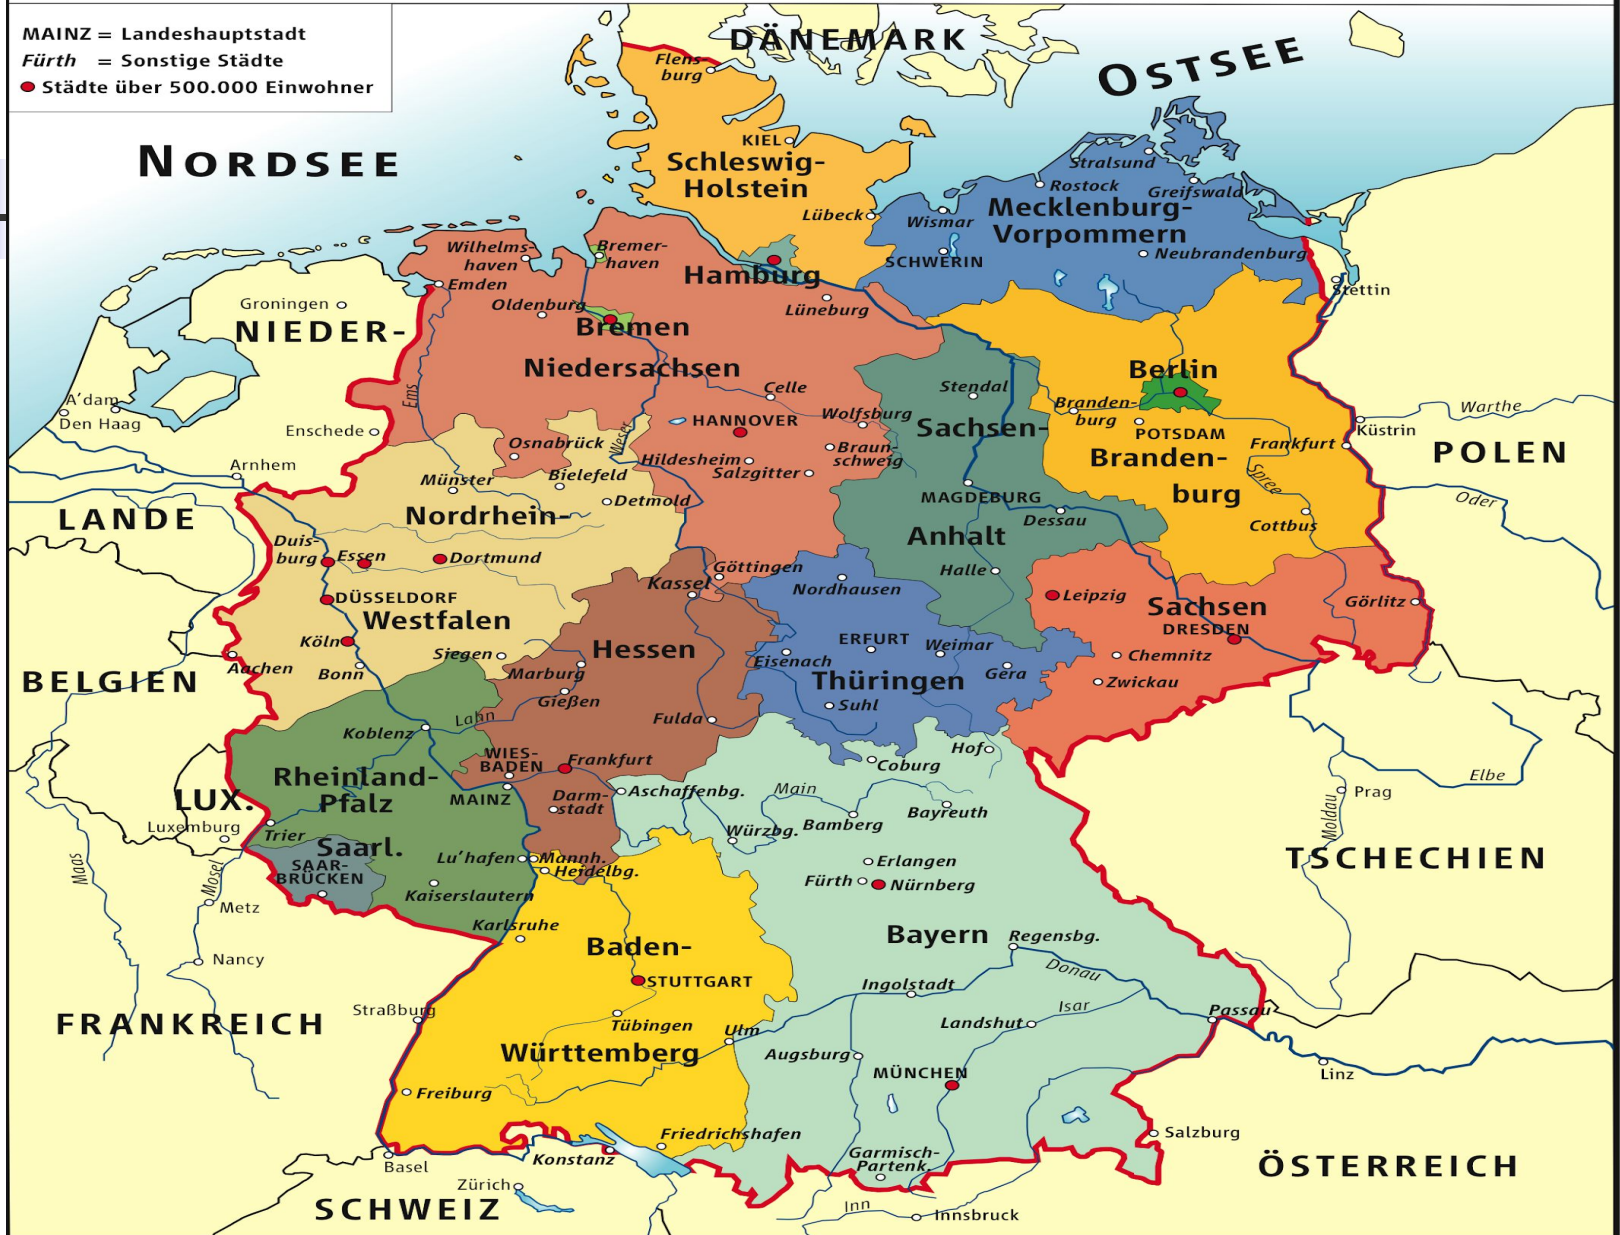 MAINZ = Landeshauptstadt
Fürth = Sonstige Städte
Städte über 500.000 Einwohner
DÄNEMARK
OSTSEE
NORDSEE
Flens-
burg
KIEL
Schleswig-
Holstein
Lübeck
Stralsund
Rostock
Greifswald
Wismar
Mecklenburg-
Vorpommern
SCHWERIN
Neubrandenburg
Stettin
Wilhelms-
haven
Bremer-
haven
Emden
Hamburg
Oldenburg
Lüneburg
Bremen
Groningen
NIEDER-
Niedersachsen
Ems
Celle
HANNOVER
Wolfsburg
Stendal
Berlin
Branden-
burg
POTSDAM
Warthe
Küstrin
A'dam
Den Haag
Enschede
Osnabrück
Weser
Hildesheim
Braun-
schweig
Salzgitter
Sachsen-
Branden-
burg
Frankfurt
POLEN
Spree
Oder
Arnhem
Münster
Bielefeld
Detmold
MAGDEBURG
Dessau
Cottbus
LANDE
Nordrhein-
Anhalt
Duis-
burg
Essen
Dortmund
Göttingen
Kassel
Nordhausen
Halle
Leipzig
Sachsen
DRESDEN
Görlitz
DÜSSELDORF
Westfalen
Köln
Siegen
Hessen
ERFURT
Weimar
Eisenach
Gera
Chemnitz
Zwickau
BELGIEN
Aachen
Bonn
Marburg
Gießen
Thüringen
Suhl
Lahn
Koblenz
Fulda
Hof
Coburg
WIES-
BADEN
Frankfurt
Rheinland-
Pfalz
MAINZ
Darm-
stadt
Aschaffenbg.
Main
Bamberg
Bayreuth
Elbe
Prag
Moldau
LUX.
Luxemburg
Trier
Saarl.
SAAR-
BRÜCKEN
Lu'hafen
Mannh.
Heidelbg.
Würzbg.
Erlangen
Fürth
Nürnberg
TSCHECHIEN
Maas
Mosel
Metz
Kaiserslautern
Karlsruhe
Baden-
Bayern
Regensbg.
Nancy
STUTTGART
Ingolstadt
Donau
Isar
Passau
FRANKREICH
Straßburg
Tübingen
Ulm
Landshut
Württemberg
Augsburg
MÜNCHEN
Linz
Freiburg
Friedrichshafen
Salzburg
Basel
Konstanz
Garmisch-
Partenk.
ÖSTERREICH
Zürich
SCHWEIZ
Inn
Innsbruck